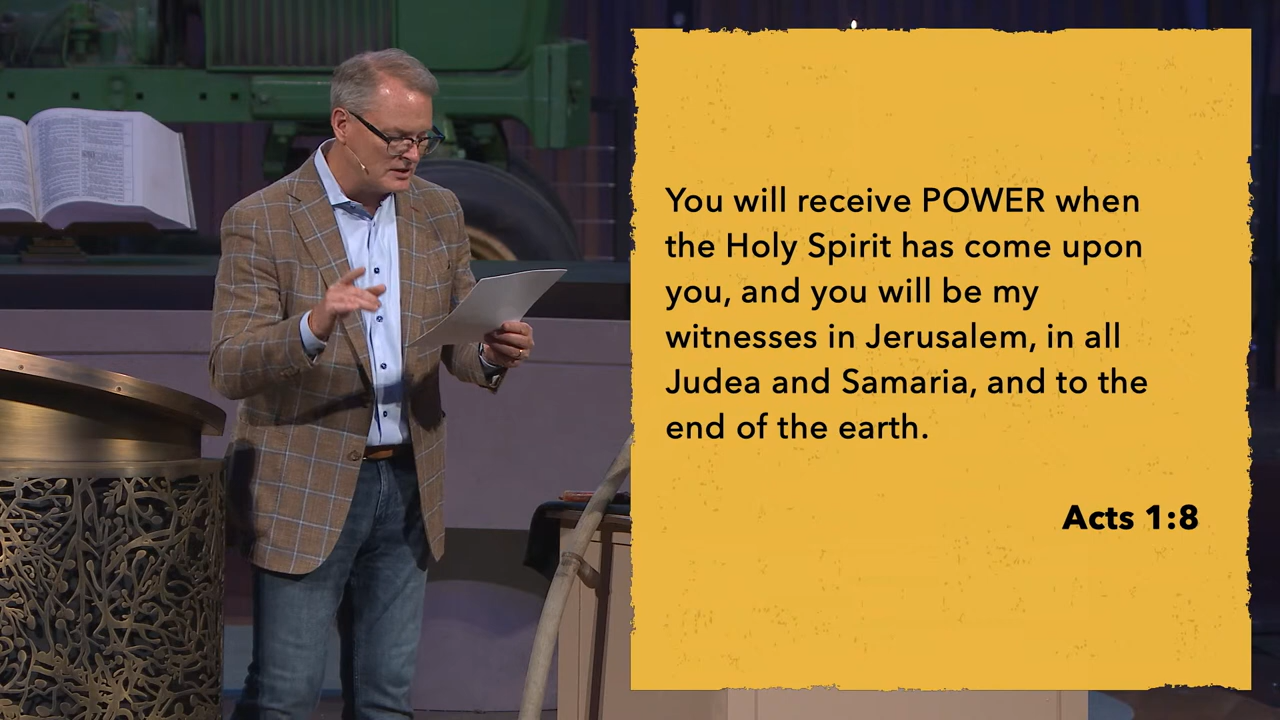 You will receive POWER when
the Holy Spirit has come upon
you, and you will be my
witnesses in Jerusalem, in all
Judea and Samaria, and to the
end of the earth.
Acts 1:8